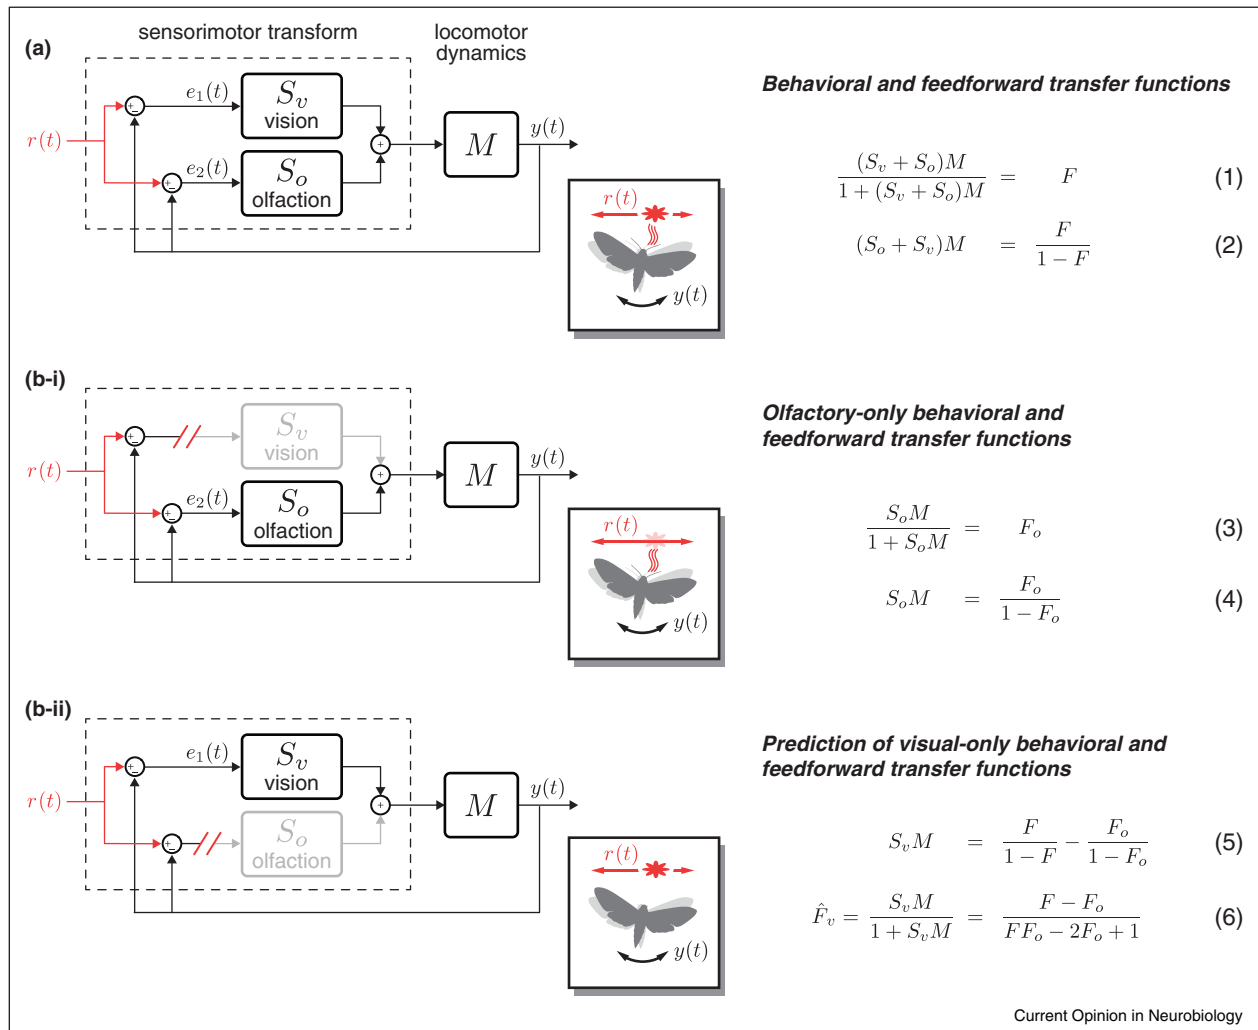 sensorimotor transform
locomotor
dynamics
(a)
r(t)
+
−
e₁(t)
Sᵥ
vision
+
−
e₂(t)
Sₒ
olfaction
+
M
y(t)
r(t)
y(t)
Behavioral and feedforward transfer functions
(Sᵥ + Sₒ)M / 1 + (Sᵥ + Sₒ)M = F (1)
(Sₒ + Sᵥ)M = F / 1 − F (2)
(b-i)
r(t)
+
−
Sᵥ
vision
+
−
e₂(t)
Sₒ
olfaction
+
M
y(t)
r(t)
y(t)
Olfactory-only behavioral and
feedforward transfer functions
SₒM / 1 + SₒM = Fₒ (3)
SₒM = Fₒ / 1 − Fₒ (4)
(b-ii)
r(t)
+
−
e₁(t)
Sᵥ
vision
+
−
Sₒ
olfaction
+
M
y(t)
r(t)
y(t)
Prediction of visual-only behavioral and
feedforward transfer functions
SᵥM = F / 1 − F − Fₒ / 1 − Fₒ (5)
F̂ᵥ = SᵥM / 1 + SᵥM = F − Fₒ / FFₒ − 2Fₒ + 1 (6)
Current Opinion in Neurobiology